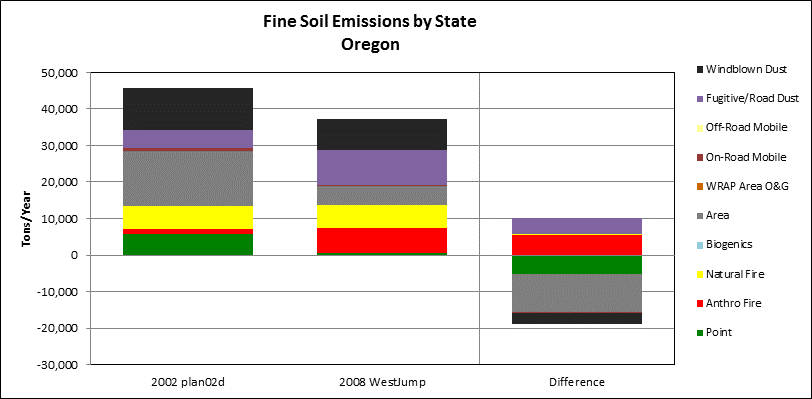 Fine Soil Emissions by State
Oregon
50,000
40,000
30,000
20,000
10,000
0
-10,000
-20,000
-30,000
Tons/Year
2002 plan02d
2008 WestJump
Difference
Windblown Dust
Fugitive/Road Dust
Off-Road Mobile
On-Road Mobile
WRAP Area O&G
Area
Biogenics
Natural Fire
Anthro Fire
Point